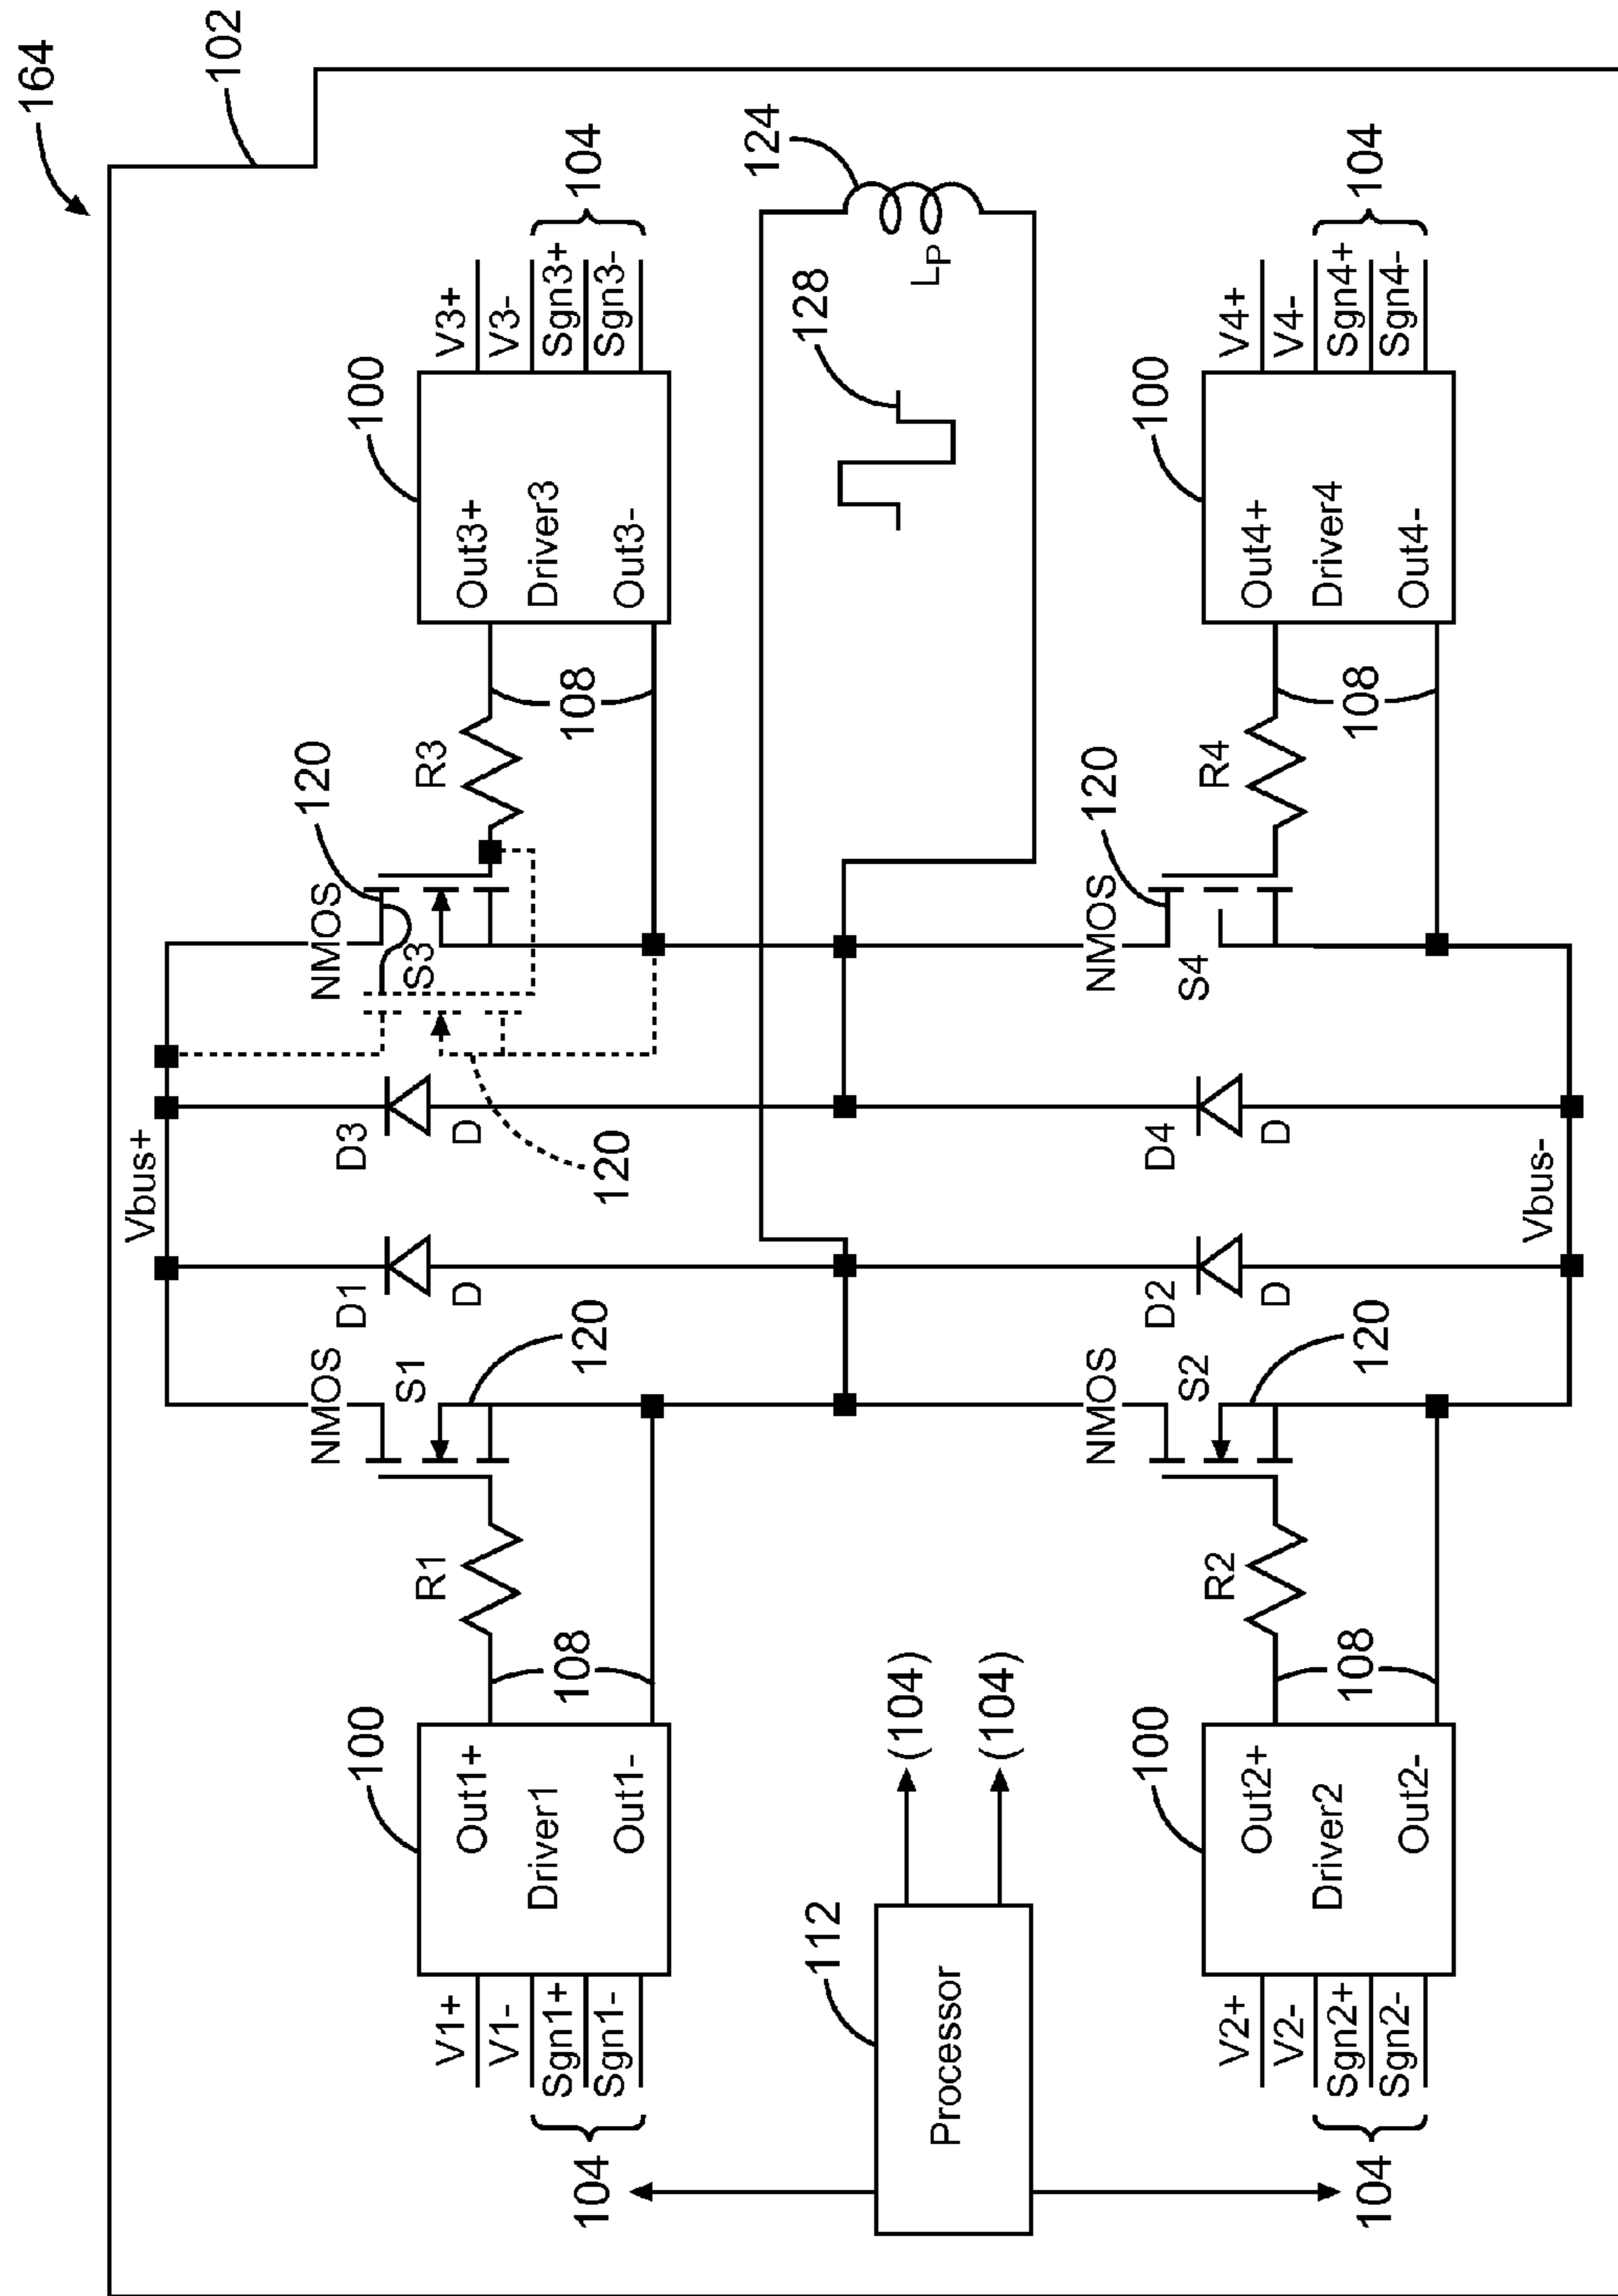 164
102
Vbus+
100
V1+
V1-
Sgn1+
Sgn1-
104
Out1+
Driver1
Out1-
108
R1
NMOS
S1
120
D1
D
D3
D
120
NMOS
S3
120
R3
108
100
Out3+
Driver3
Out3-
V3+
V3-
Sgn3+
Sgn3-
104
112
Processor
(104)
(104)
128
LP
124
100
V2+
V2-
Sgn2+
Sgn2-
104
Out2+
Driver2
Out2-
108
R2
NMOS
S2
120
D2
D
D4
D
NMOS
S4
120
R4
108
100
Out4+
Driver4
Out4-
V4+
V4-
Sgn4+
Sgn4-
104
Vbus-